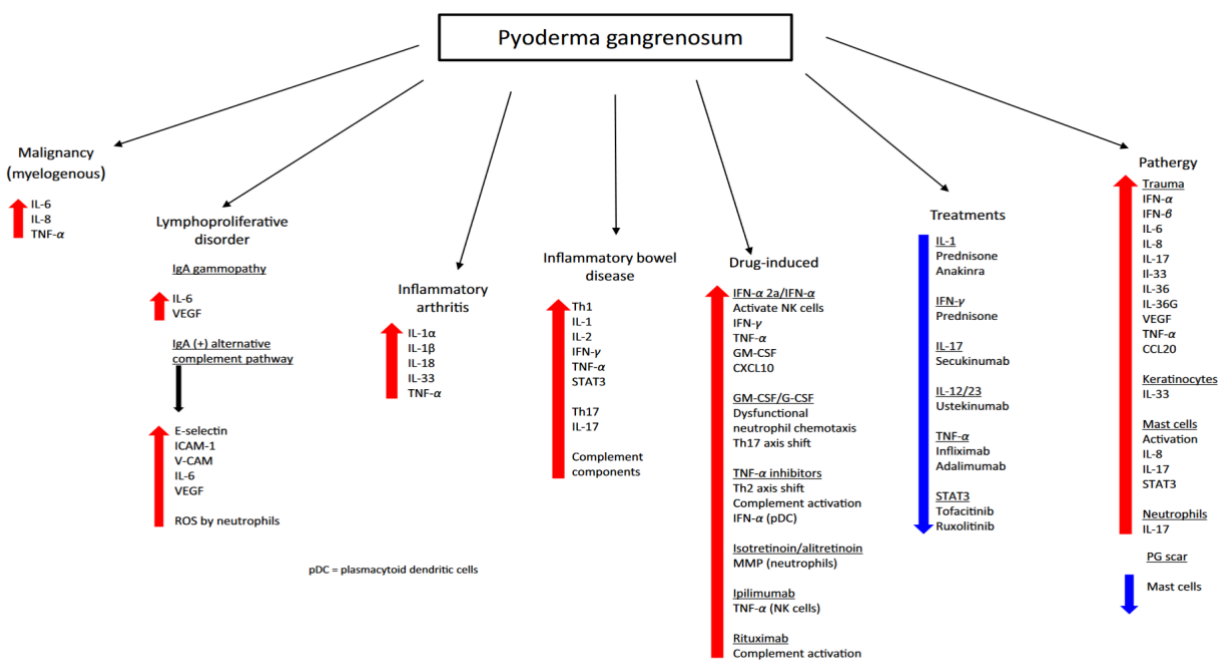 Pyoderma gangrenosum
Malignancy
(myelogenous)
IL-6
IL-8
TNF-α
Lymphoproliferative
disorder
IgA gammopathy
IL-6
VEGF
IgA (+) alternative
complement pathway
E-selectin
ICAM-1
V-CAM
IL-6
VEGF
ROS by neutrophils
Inflammatory
arthritis
IL-1α
IL-1β
IL-18
IL-33
TNF-α
Inflammatory bowel
disease
Th1
IL-1
IL-2
IFN-γ
TNF-α
STAT3
Th17
IL-17
Complement
components
Drug-induced
IFN-α 2a/IFN-α
Activate NK cells
IFN-γ
TNF-α
GM-CSF
CXCL10
GM-CSF/G-CSF
Dysfunctional
neutrophil chemotaxis
Th17 axis shift
TNF-α inhibitors
Th2 axis shift
Complement activation
IFN-α (pDC)
Isotretinoin/alitretinoin
MMP (neutrophils)
Ipilimumab
TNF-α (NK cells)
Rituximab
Complement activation
Treatments
IL-1
Prednisone
Anakinra
IFN-γ
Prednisone
IL-17
Secukinumab
IL-12/23
Ustekinumab
TNF-α
Infliximab
Adalimumab
STAT3
Tofacitinib
Ruxolitinib
Pathergy
Trauma
IFN-α
IFN-β
IL-6
IL-8
IL-17
Il-33
IL-36
IL-36G
VEGF
TNF-α
CCL20
Keratinocytes
IL-33
Mast cells
Activation
IL-8
IL-17
STAT3
Neutrophils
IL-17
PG scar
Mast cells
pDC = plasmacytoid dendritic cells